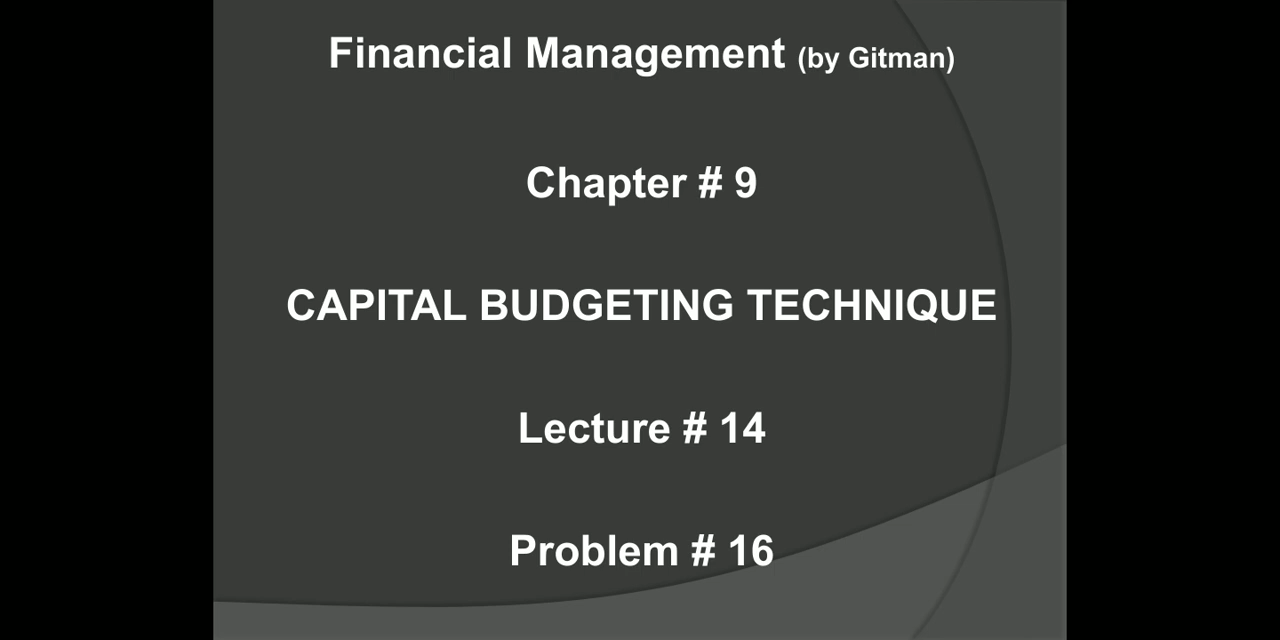 Financial Management (by Gitman)
Chapter # 9
CAPITAL BUDGETING TECHNIQUE
Lecture # 14
Problem # 16